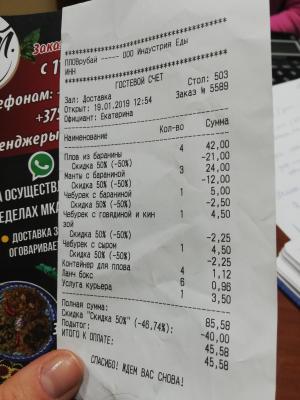 Зака
с 1
ефонам:
+37
енджеры
А ОСУЩЕС
ЕДЕЛАХ МК
ДОСТАВКА З
ОГОВАРИВАЕТ
************************************
ПЛОВрубай ----- ООО Индустрия Еды
ИНН
************************************
ГОСТЕВОЙ СЧЕТ
Зал: Доставка Стол: 503
Открыт: 19.01.2019 12:54 Заказ № 5589
Официант: Екатерина
Наименование Кол-во Сумма
Плов из баранины 4 42,00
Скидка 50% (-50%) -21,00
Манты с бараниной 3 24,00
Скидка 50% (-50%) -12,00
Чебурек с бараниной 1 5,00
Скидка 50% (-50%) -2,50
Чебурек с говядиной и кин 1 4,50
зой
Скидка 50% (-50%) -2,25
Чебурек с сыром 1 4,50
Скидка 50% (-50%) -2,25
Контейнер для плова 4 1,12
Ланч бокс 6 0,96
Услуга курьера 1 3,50
Полная сумма: 85,58
Скидка "Скидка 50%" (-46,74%): -40,00
Подытог: 45,58
ИТОГО К ОПЛАТЕ: 45,58
СПАСИБО! ЖДЕМ ВАС СНОВА!